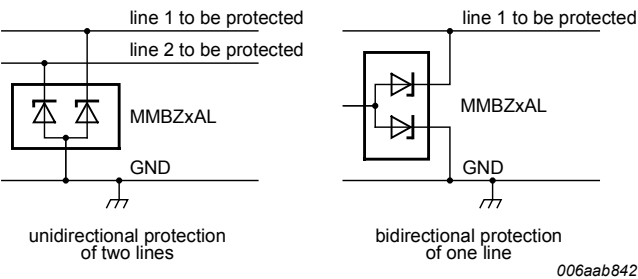 line 1 to be protected
line 2 to be protected
MMBZxAL
GND
unidirectional protection
of two lines
line 1 to be protected
MMBZxAL
GND
bidirectional protection
of one line
006aab842